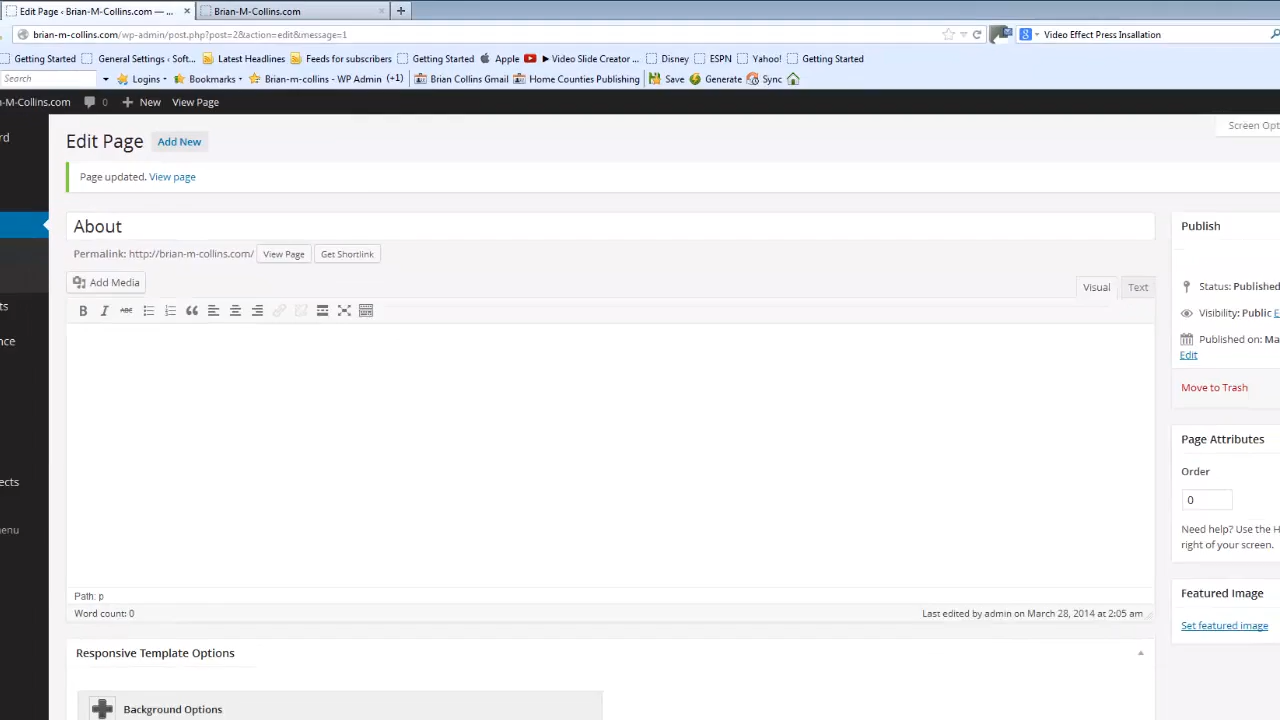 Edit Page ‹ Brian-M-Collins.com — ... × Brian-M-Collins.com × +
brian-m-collins.com/wp-admin/post.php?post=2&action=edit&message=1 Video Effect Press Insallation
Getting Started General Settings ‹ Soft... Latest Headlines Feeds for subscribers Getting Started Apple ► Video Slide Creator ... Disney ESPN Yahoo! Getting Started
Search Logins Bookmarks Brian-m-collins - WP Admin (+1) Brian Collins Gmail Home Counties Publishing Save Generate Sync
n-M-Collins.com 0 New View Page
Screen Opt
rd
Edit Page Add New
Page updated. View page
About
Publish
Permalink: http://brian-m-collins.com/ View Page Get Shortlink
Add Media
Visual Text
Status: Published
B I ABC
Visibility: Public E
ts
Published on: Ma
nce
Edit
Move to Trash
Page Attributes
Order
ects
0
enu
Need help? Use the H
right of your screen.
Path: p
Featured Image
Word count: 0 Last edited by admin on March 28, 2014 at 2:05 am
Set featured image
Responsive Template Options
Background Options